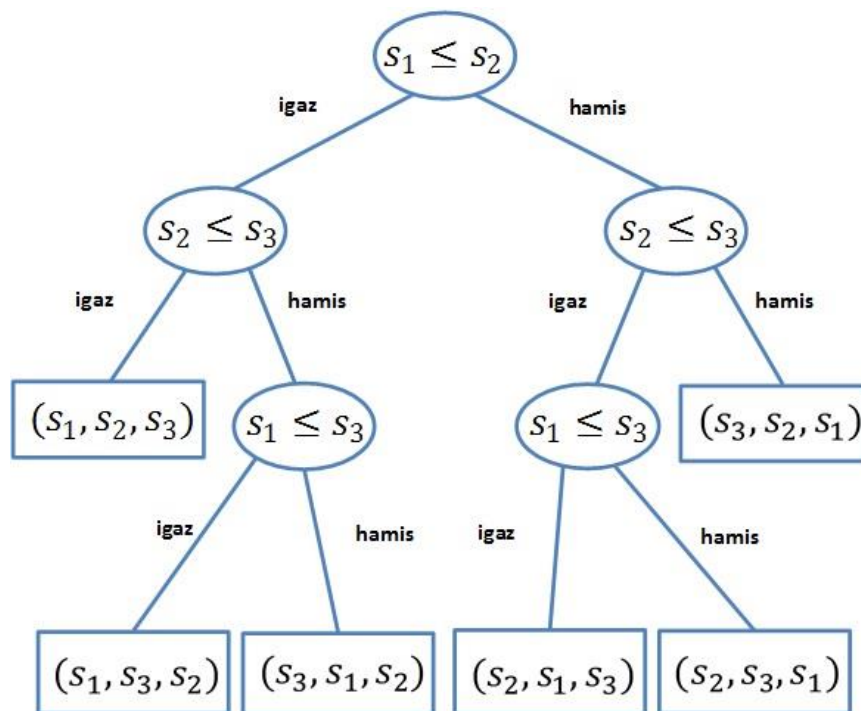 s₁ ≤ s₂
igaz hamis
s₂ ≤ s₃ s₂ ≤ s₃
igaz hamis igaz hamis
(s₁, s₂, s₃) s₁ ≤ s₃ s₁ ≤ s₃ (s₃, s₂, s₁)
igaz hamis igaz hamis
(s₁, s₃, s₂) (s₃, s₁, s₂) (s₂, s₁, s₃) (s₂, s₃, s₁)